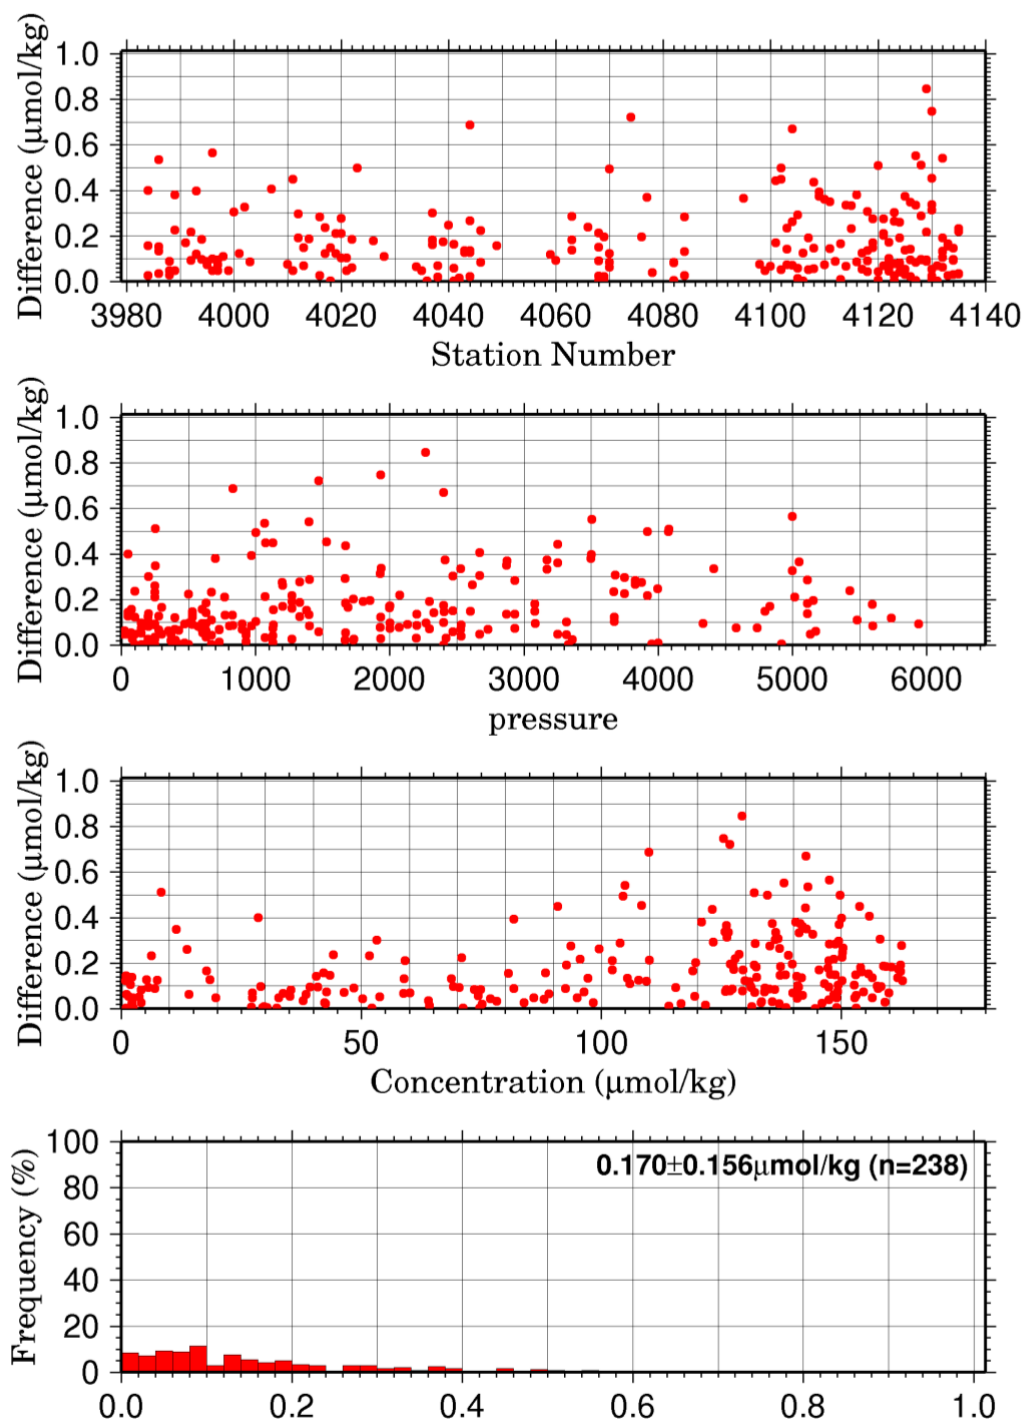 Difference (μmol/kg)
1.0
0.8
0.6
0.4
0.2
0.0
3980 4000 4020 4040 4060 4080 4100 4120 4140
Station Number
Difference (μmol/kg)
1.0
0.8
0.6
0.4
0.2
0.0
0 1000 2000 3000 4000 5000 6000
pressure
Difference (μmol/kg)
1.0
0.8
0.6
0.4
0.2
0.0
0 50 100 150
Concentration (μmol/kg)
Frequency (%)
100
80
60
40
20
0
0.170±0.156μmol/kg (n=238)
0.0 0.2 0.4 0.6 0.8 1.0